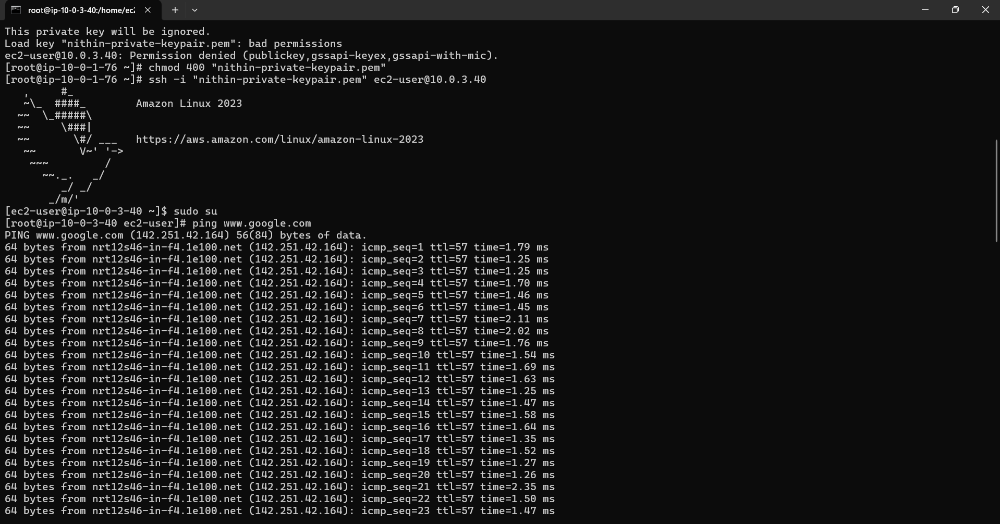 root@ip-10-0-3-40:/home/ec2
This private key will be ignored.
Load key "nithin-private-keypair.pem": bad permissions
ec2-user@10.0.3.40: Permission denied (publickey,gssapi-keyex,gssapi-with-mic).
[root@ip-10-0-1-76 ~]# chmod 400 "nithin-private-keypair.pem"
[root@ip-10-0-1-76 ~]# ssh -i "nithin-private-keypair.pem" ec2-user@10.0.3.40
   ,     #_
   ~\_  ####_        Amazon Linux 2023
  ~~  \_#####\
  ~~     \###|
  ~~       \#/ ___   https://aws.amazon.com/linux/amazon-linux-2023
   ~~       V~' '->
    ~~~         /
      ~~._.   _/
         _/ _/
       _/m/'
[ec2-user@ip-10-0-3-40 ~]$ sudo su
[root@ip-10-0-3-40 ec2-user]# ping www.google.com
PING www.google.com (142.251.42.164) 56(84) bytes of data.
64 bytes from nrt12s46-in-f4.1e100.net (142.251.42.164): icmp_seq=1 ttl=57 time=1.79 ms
64 bytes from nrt12s46-in-f4.1e100.net (142.251.42.164): icmp_seq=2 ttl=57 time=1.25 ms
64 bytes from nrt12s46-in-f4.1e100.net (142.251.42.164): icmp_seq=3 ttl=57 time=1.25 ms
64 bytes from nrt12s46-in-f4.1e100.net (142.251.42.164): icmp_seq=4 ttl=57 time=1.70 ms
64 bytes from nrt12s46-in-f4.1e100.net (142.251.42.164): icmp_seq=5 ttl=57 time=1.46 ms
64 bytes from nrt12s46-in-f4.1e100.net (142.251.42.164): icmp_seq=6 ttl=57 time=1.45 ms
64 bytes from nrt12s46-in-f4.1e100.net (142.251.42.164): icmp_seq=7 ttl=57 time=2.11 ms
64 bytes from nrt12s46-in-f4.1e100.net (142.251.42.164): icmp_seq=8 ttl=57 time=2.02 ms
64 bytes from nrt12s46-in-f4.1e100.net (142.251.42.164): icmp_seq=9 ttl=57 time=1.76 ms
64 bytes from nrt12s46-in-f4.1e100.net (142.251.42.164): icmp_seq=10 ttl=57 time=1.54 ms
64 bytes from nrt12s46-in-f4.1e100.net (142.251.42.164): icmp_seq=11 ttl=57 time=1.69 ms
64 bytes from nrt12s46-in-f4.1e100.net (142.251.42.164): icmp_seq=12 ttl=57 time=1.63 ms
64 bytes from nrt12s46-in-f4.1e100.net (142.251.42.164): icmp_seq=13 ttl=57 time=1.25 ms
64 bytes from nrt12s46-in-f4.1e100.net (142.251.42.164): icmp_seq=14 ttl=57 time=1.47 ms
64 bytes from nrt12s46-in-f4.1e100.net (142.251.42.164): icmp_seq=15 ttl=57 time=1.58 ms
64 bytes from nrt12s46-in-f4.1e100.net (142.251.42.164): icmp_seq=16 ttl=57 time=1.64 ms
64 bytes from nrt12s46-in-f4.1e100.net (142.251.42.164): icmp_seq=17 ttl=57 time=1.35 ms
64 bytes from nrt12s46-in-f4.1e100.net (142.251.42.164): icmp_seq=18 ttl=57 time=1.52 ms
64 bytes from nrt12s46-in-f4.1e100.net (142.251.42.164): icmp_seq=19 ttl=57 time=1.27 ms
64 bytes from nrt12s46-in-f4.1e100.net (142.251.42.164): icmp_seq=20 ttl=57 time=1.26 ms
64 bytes from nrt12s46-in-f4.1e100.net (142.251.42.164): icmp_seq=21 ttl=57 time=2.35 ms
64 bytes from nrt12s46-in-f4.1e100.net (142.251.42.164): icmp_seq=22 ttl=57 time=1.50 ms
64 bytes from nrt12s46-in-f4.1e100.net (142.251.42.164): icmp_seq=23 ttl=57 time=1.47 ms